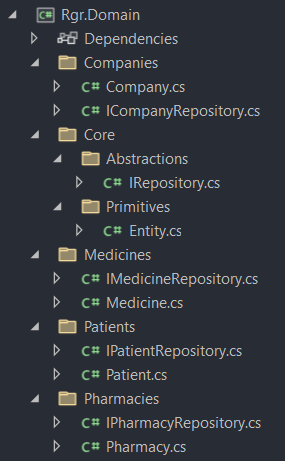 Rgr.Domain
Dependencies
Companies
C# Company.cs
C# ICompanyRepository.cs
Core
Abstractions
C# IRepository.cs
Primitives
C# Entity.cs
Medicines
C# IMedicineRepository.cs
C# Medicine.cs
Patients
C# IPatientRepository.cs
C# Patient.cs
Pharmacies
C# IPharmacyRepository.cs
C# Pharmacy.cs